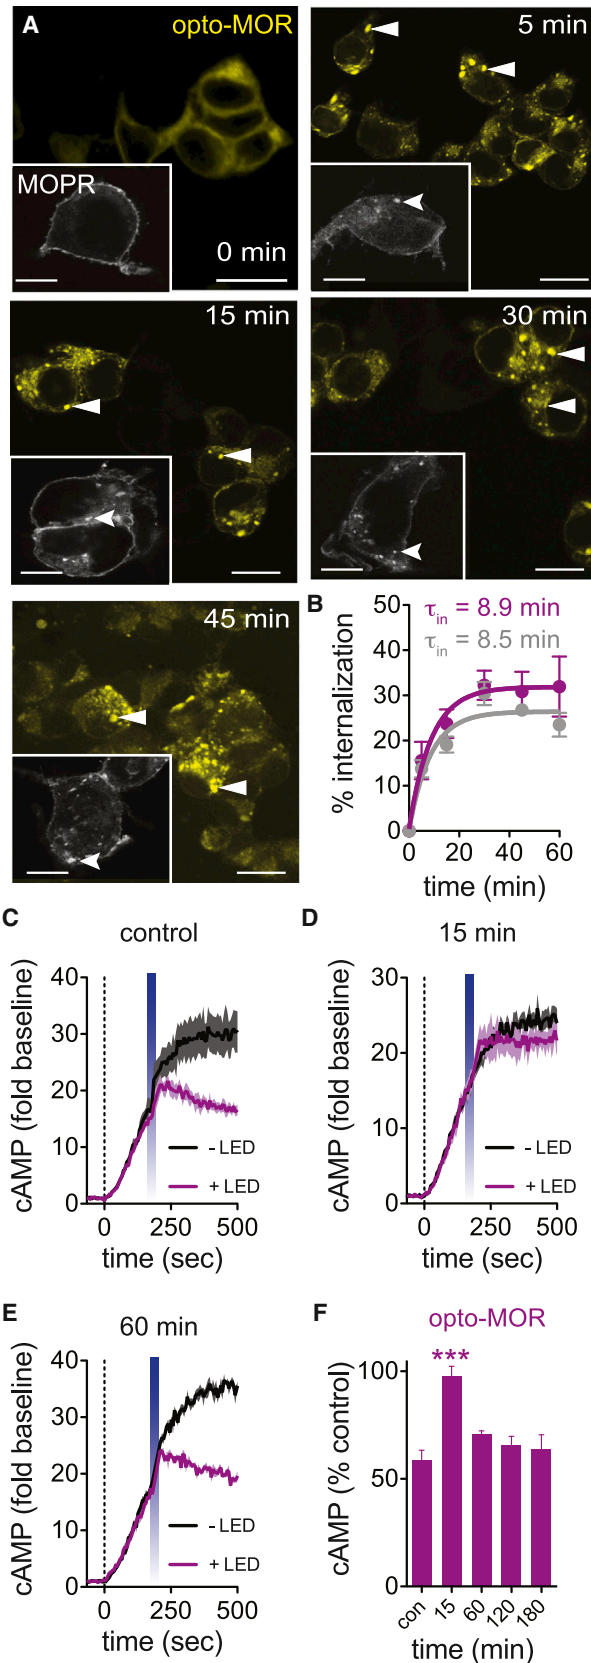 A
opto-MOR
5 min
MOPR
0 min
15 min
30 min
45 min
B
τin = 8.9 min
τin = 8.5 min
% internalization
50
40
30
20
10
0
0 20 40 60
time (min)
C
control
cAMP (fold baseline)
40
30
20
10
0
- LED
+ LED
0 250 500
time (sec)
D
15 min
cAMP (fold baseline)
30
20
10
0
- LED
+ LED
0 250 500
time (sec)
E
60 min
cAMP (fold baseline)
40
30
20
10
0
- LED
+ LED
0 250 500
time (sec)
F
opto-MOR
cAMP (% control)
***
100
50
0
con 15 60 120 180
time (min)